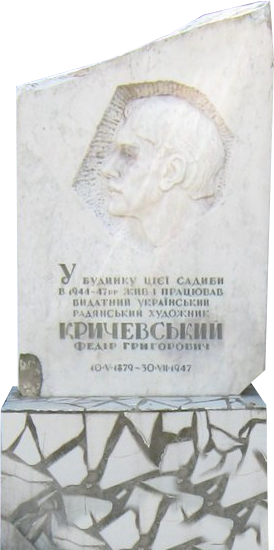 У будинку цієї садиби
в 1944-47рр жив і працював
видатний український
радянський художник
КРИЧЕВСЬКИЙ
ФЕДІР ГРИГОРОВИЧ
10·V·1879–30·VII·1947